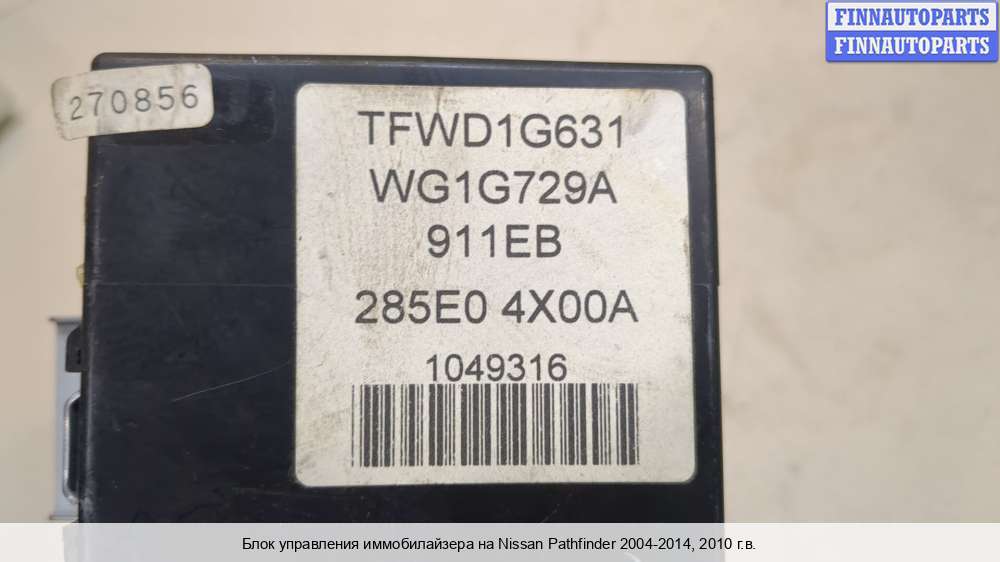 FINNAUTOPARTS
FINNAUTOPARTS
270856
TFWD1G631
WG1G729A
911EB
285E0 4X00A
1049316
Блок управления иммобилайзера на Nissan Pathfinder 2004-2014, 2010 г.в.